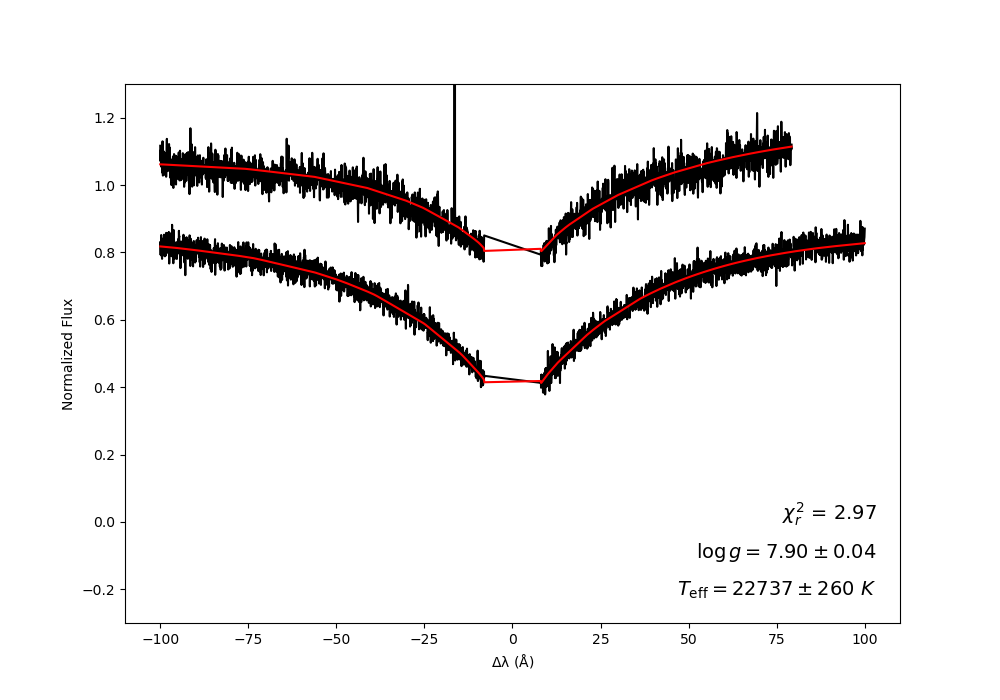 1.2
1.0
0.8
0.6
0.4
0.2
0.0
−0.2
Normalized Flux
χ²ᵣ = 2.97
log g = 7.90 ± 0.04
T_eff = 22737 ± 260 K
−100 −75 −50 −25 0 25 50 75 100
Δλ (Å)